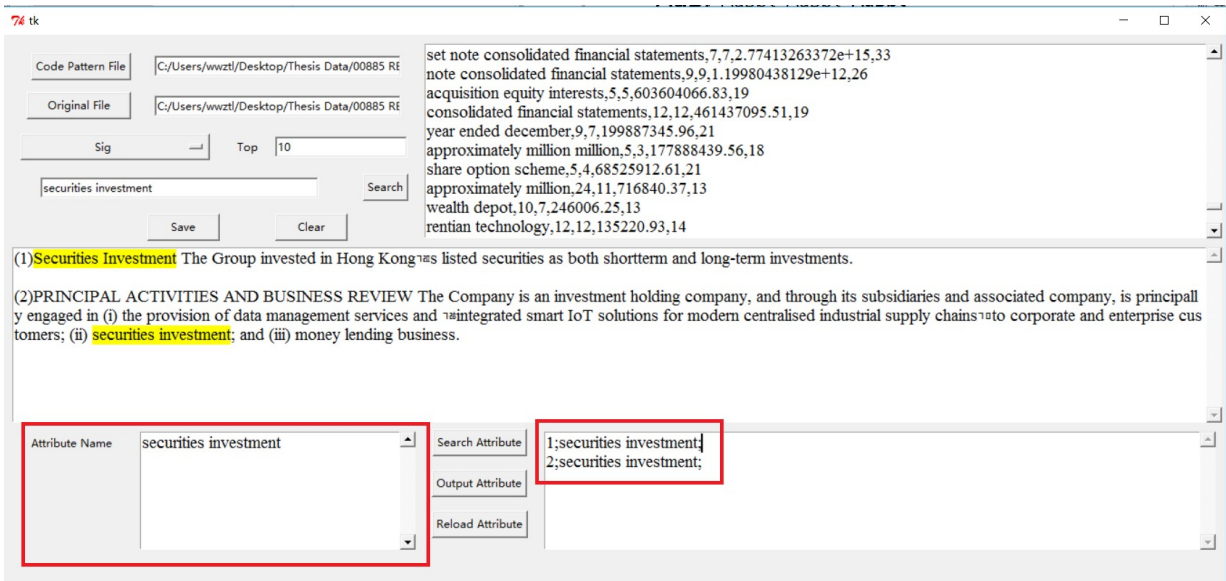 tk
Code Pattern File
C:/Users/wwztl/Desktop/Thesis Data/00885 RE
Original File
C:/Users/wwztl/Desktop/Thesis Data/00885 RE
Sig
Top
10
securities investment
Search
Save
Clear
set note consolidated financial statements,7,7,2.77413263372e+15,33
note consolidated financial statements,9,9,1.19980438129e+12,26
acquisition equity interests,5,5,603604066.83,19
consolidated financial statements,12,12,461437095.51,19
year ended december,9,7,199887345.96,21
approximately million million,5,3,177888439.56,18
share option scheme,5,4,68525912.61,21
approximately million,24,11,716840.37,13
wealth depot,10,7,246006.25,13
rentian technology,12,12,135220.93,14
(1)Securities Investment The Group invested in Hong Kong s listed securities as both shortterm and long-term investments.
(2)PRINCIPAL ACTIVITIES AND BUSINESS REVIEW The Company is an investment holding company, and through its subsidiaries and associated company, is principall
y engaged in (i) the provision of data management services and integrated smart IoT solutions for modern centralised industrial supply chains to corporate and enterprise cus
tomers; (ii) securities investment; and (iii) money lending business.
Attribute Name
securities investment
Search Attribute
Output Attribute
Reload Attribute
1;securities investment;
2;securities investment;